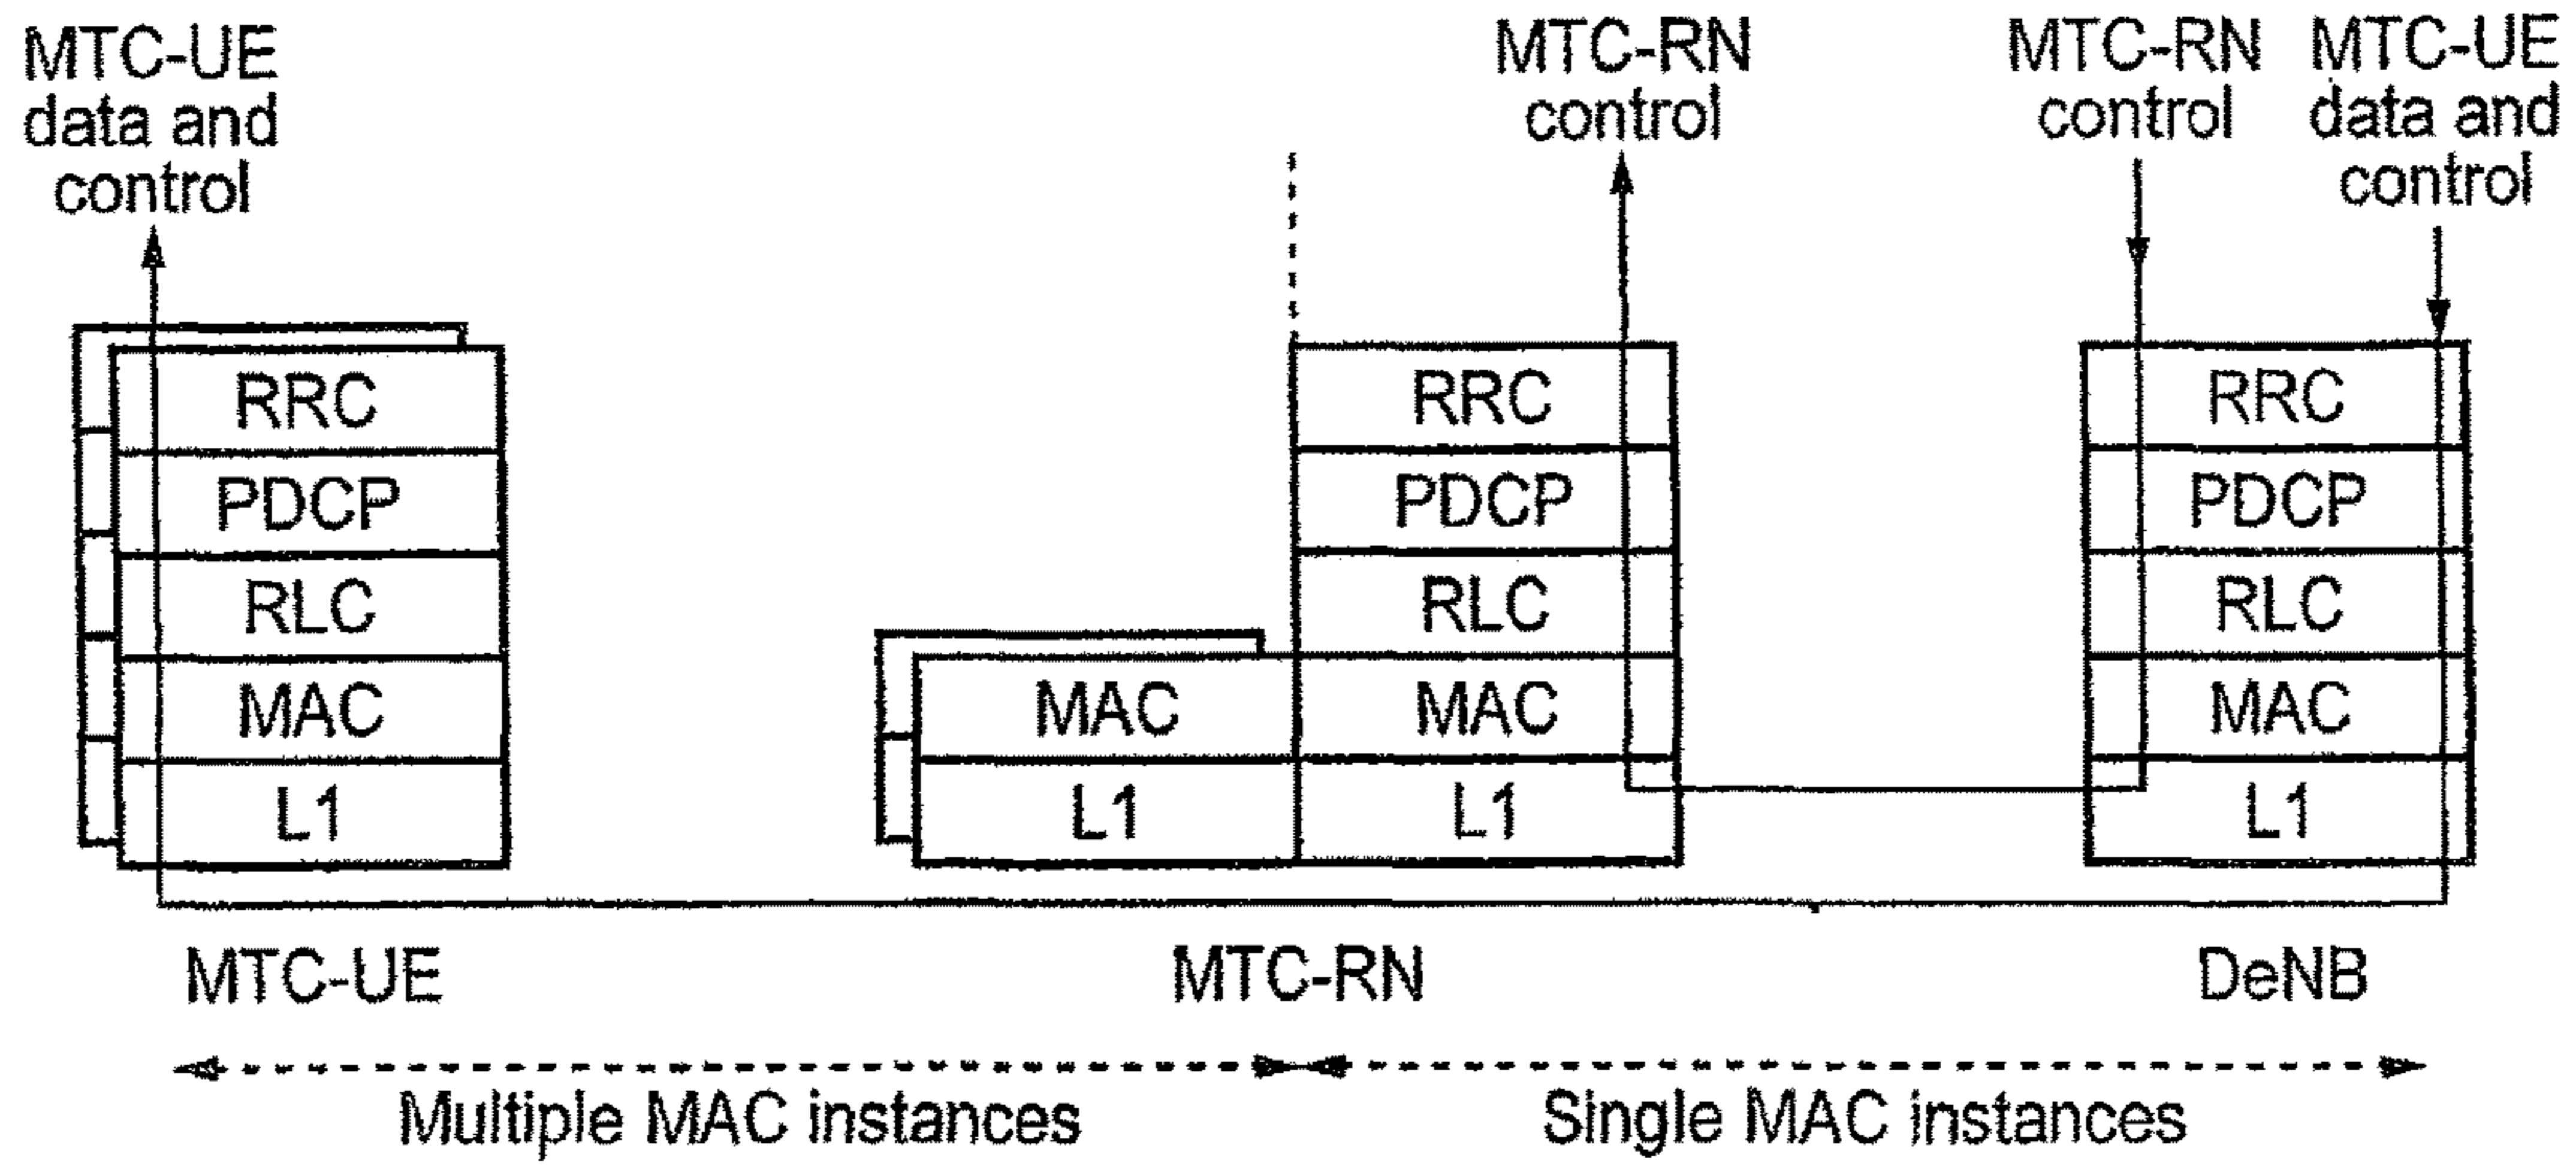 MTC-UE
data and
control
MTC-RN
control
MTC-RN
control
MTC-UE
data and
control
RRC
PDCP
RLC
MAC
L1
MAC
L1
RRC
PDCP
RLC
MAC
L1
RRC
PDCP
RLC
MAC
L1
MTC-UE
MTC-RN
DeNB
Multiple MAC instances
Single MAC instances